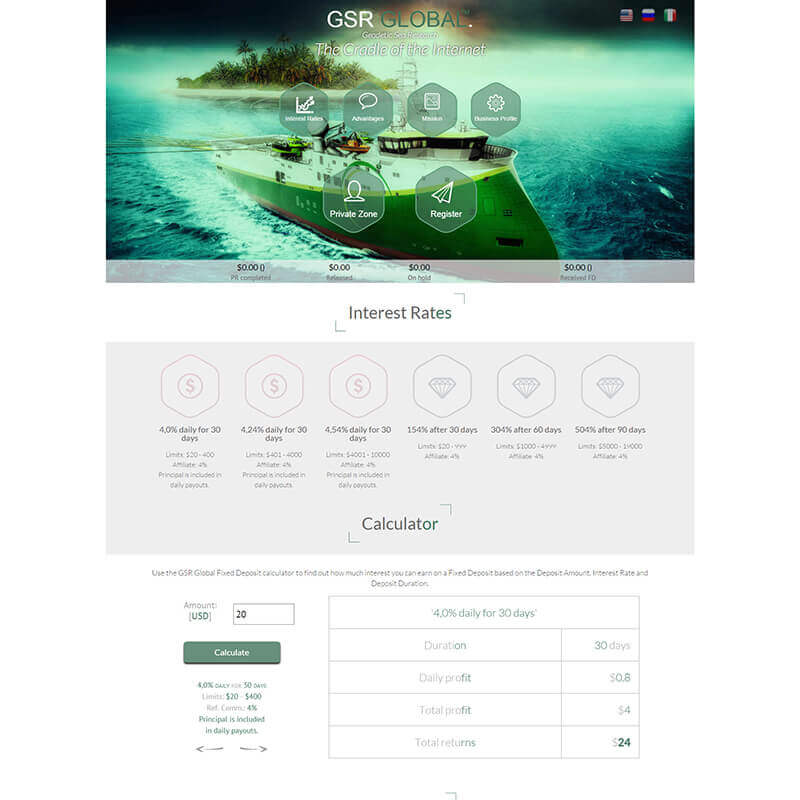 GSR GLOBAL.
Geodetic Sea Research
The Cradle of the Internet
Interest Rates
Advantages
Mission
Business Profile
Private Zone
Register
$0.00 ()
$0.00
$0.00
$0.00 ()
PR completed
Released
On hold
Received FD
Interest Rates
4,0% daily for 30
days
Limits: $20 - 400
Affiliate: 4%
Principal is included in
daily payouts.
4,24% daily for 30
days
Limits: $401 - 4000
Affiliate: 4%
Principal is included in
daily payouts.
4,54% daily for 30
days
Limits: $4001 - 10000
Affiliate: 4%
Principal is included in
daily payouts.
154% after 30 days
Limits: $20 - 999
Affiliate: 4%
304% after 60 days
Limits: $1000 - 4999
Affiliate: 4%
504% after 90 days
Limits: $5000 - 19000
Affiliate: 4%
Calculator
Use the GSR Global Fixed Deposit calculator to find out how much interest you can earn on a Fixed Deposit based on the Deposit Amount, Interest Rate and
Deposit Duration.
Amount:
[USD]
20
Calculate
4,0% DAILY FOR 30 DAYS
Limits: $20 - $400
Ref. Comm.: 4%
Principal is included
in daily payouts.
'4,0% daily for 30 days'
Duration 30 days
Daily profit $0.8
Total profit $4
Total returns $24